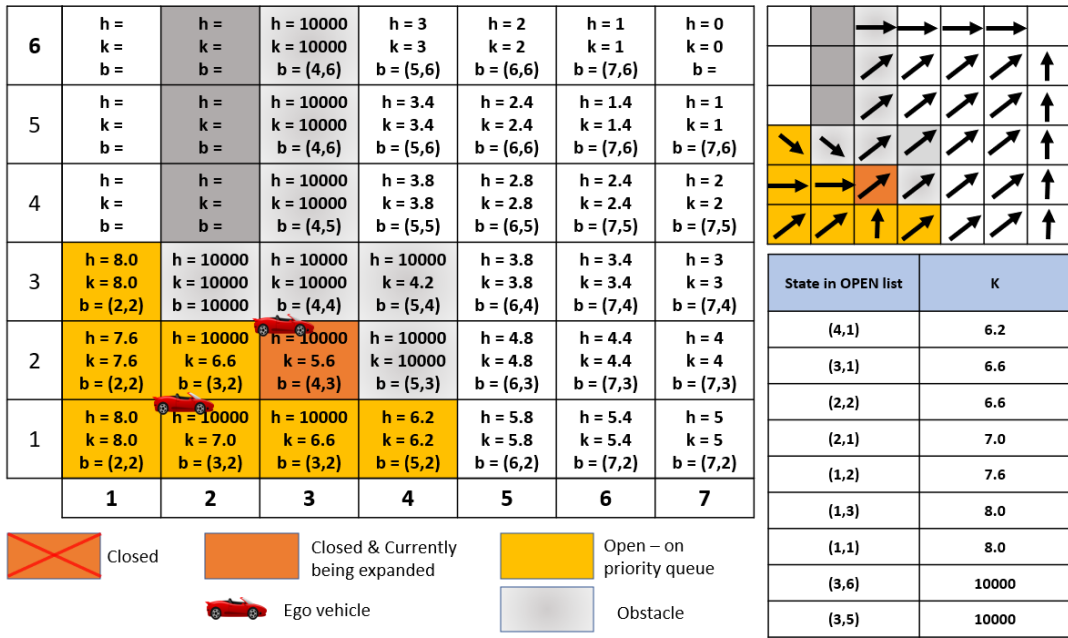 6
h =
k =
b =
h =
k =
b =
h = 10000
k = 10000
b = (4,6)
h = 3
k = 3
b = (5,6)
h = 2
k = 2
b = (6,6)
h = 1
k = 1
b = (7,6)
h = 0
k = 0
b =
5
h =
k =
b =
h =
k =
b =
h = 10000
k = 10000
b = (4,6)
h = 3.4
k = 3.4
b = (5,6)
h = 2.4
k = 2.4
b = (6,6)
h = 1.4
k = 1.4
b = (7,6)
h = 1
k = 1
b = (7,6)
4
h =
k =
b =
h =
k =
b =
h = 10000
k = 10000
b = (4,5)
h = 3.8
k = 3.8
b = (5,5)
h = 2.8
k = 2.8
b = (6,5)
h = 2.4
k = 2.4
b = (7,5)
h = 2
k = 2
b = (7,5)
3
h = 8.0
k = 8.0
b = (2,2)
h = 10000
k = 10000
b = 10000
h = 10000
k = 10000
b = (4,4)
h = 10000
k = 4.2
b = (5,4)
h = 3.8
k = 3.8
b = (6,4)
h = 3.4
k = 3.4
b = (7,4)
h = 3
k = 3
b = (7,4)
2
h = 7.6
k = 7.6
b = (2,2)
h = 10000
k = 6.6
b = (3,2)
h = 10000
k = 5.6
b = (4,3)
h = 10000
k = 10000
b = (5,3)
h = 4.8
k = 4.8
b = (6,3)
h = 4.4
k = 4.4
b = (7,3)
h = 4
k = 4
b = (7,3)
1
h = 8.0
k = 8.0
b = (2,2)
h = 10000
k = 7.0
b = (3,2)
h = 10000
k = 6.6
b = (3,2)
h = 6.2
k = 6.2
b = (5,2)
h = 5.8
k = 5.8
b = (6,2)
h = 5.4
k = 5.4
b = (7,2)
h = 5
k = 5
b = (7,2)
1 2 3 4 5 6 7
State in OPEN list K
(4,1) 6.2
(3,1) 6.6
(2,2) 6.6
(2,1) 7.0
(1,2) 7.6
(1,3) 8.0
(1,1) 8.0
(3,6) 10000
(3,5) 10000
Closed
Closed & Currently
being expanded
Open – on
priority queue
Ego vehicle
Obstacle